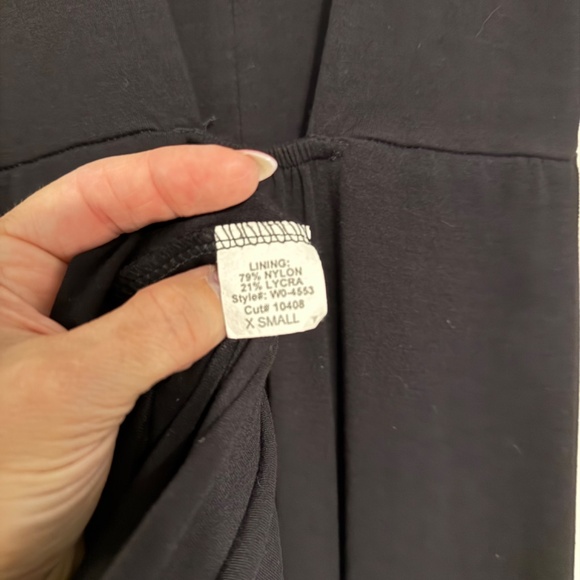 LINING:
79% NYLON
21% LYCRA
Style#: W0-4553
Cut# 10408
X SMALL